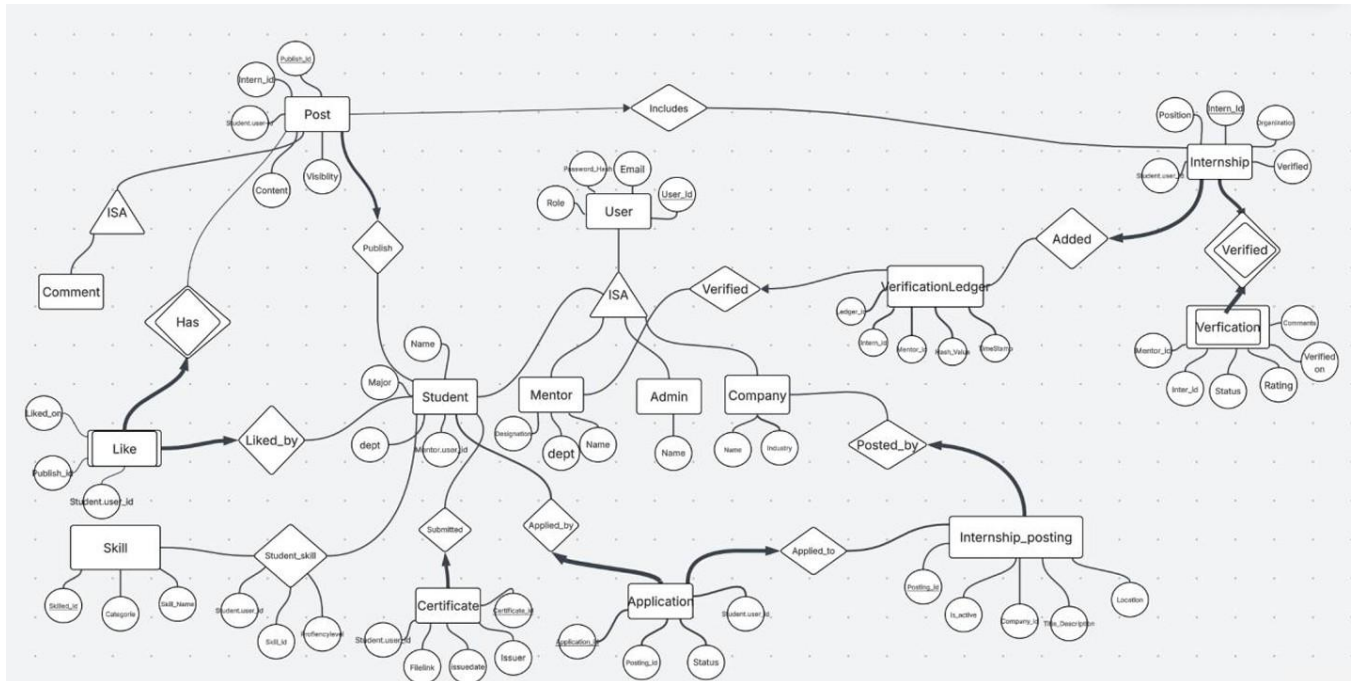 Publish_id
Intern_id
Post
Student.user_id
Content
Visiblity
ISA
Comment
Has
Publish
Includes
Position
Intern_Id
Organization
Internship
Student.user_id
Verified
Password_Hash
Email
Role
User_Id
User
ISA
Added
Verified
Verified
VerificationLedger
Ledger_id
Intern_id
Mentor_id
Hash_Value
TimeStamp
Verfication
Comments
Mentor_id
Inter_id
Status
Rating
Verified
on
Name
Major
Student
dept
Mentor.user_id
Mentor
Designation
dept
Name
Admin
Name
Company
Name
Industry
Liked_on
Like
Publish_id
Student.user_id
Liked_by
Posted_by
Skill
Skilled_Id
Categorie
Skill_Name
Student_skill
Student.user_id
Skill_Id
Profiencylevel
Submitted
Applied_by
Certificate
Certificate_id
Student.user_id
Filelink
Issuedate
Issuer
Application
Application_Id
Posting_id
Status
Student.user_id
Applied_to
Internship_posting
Posting_Id
Is_active
Company_id
Location